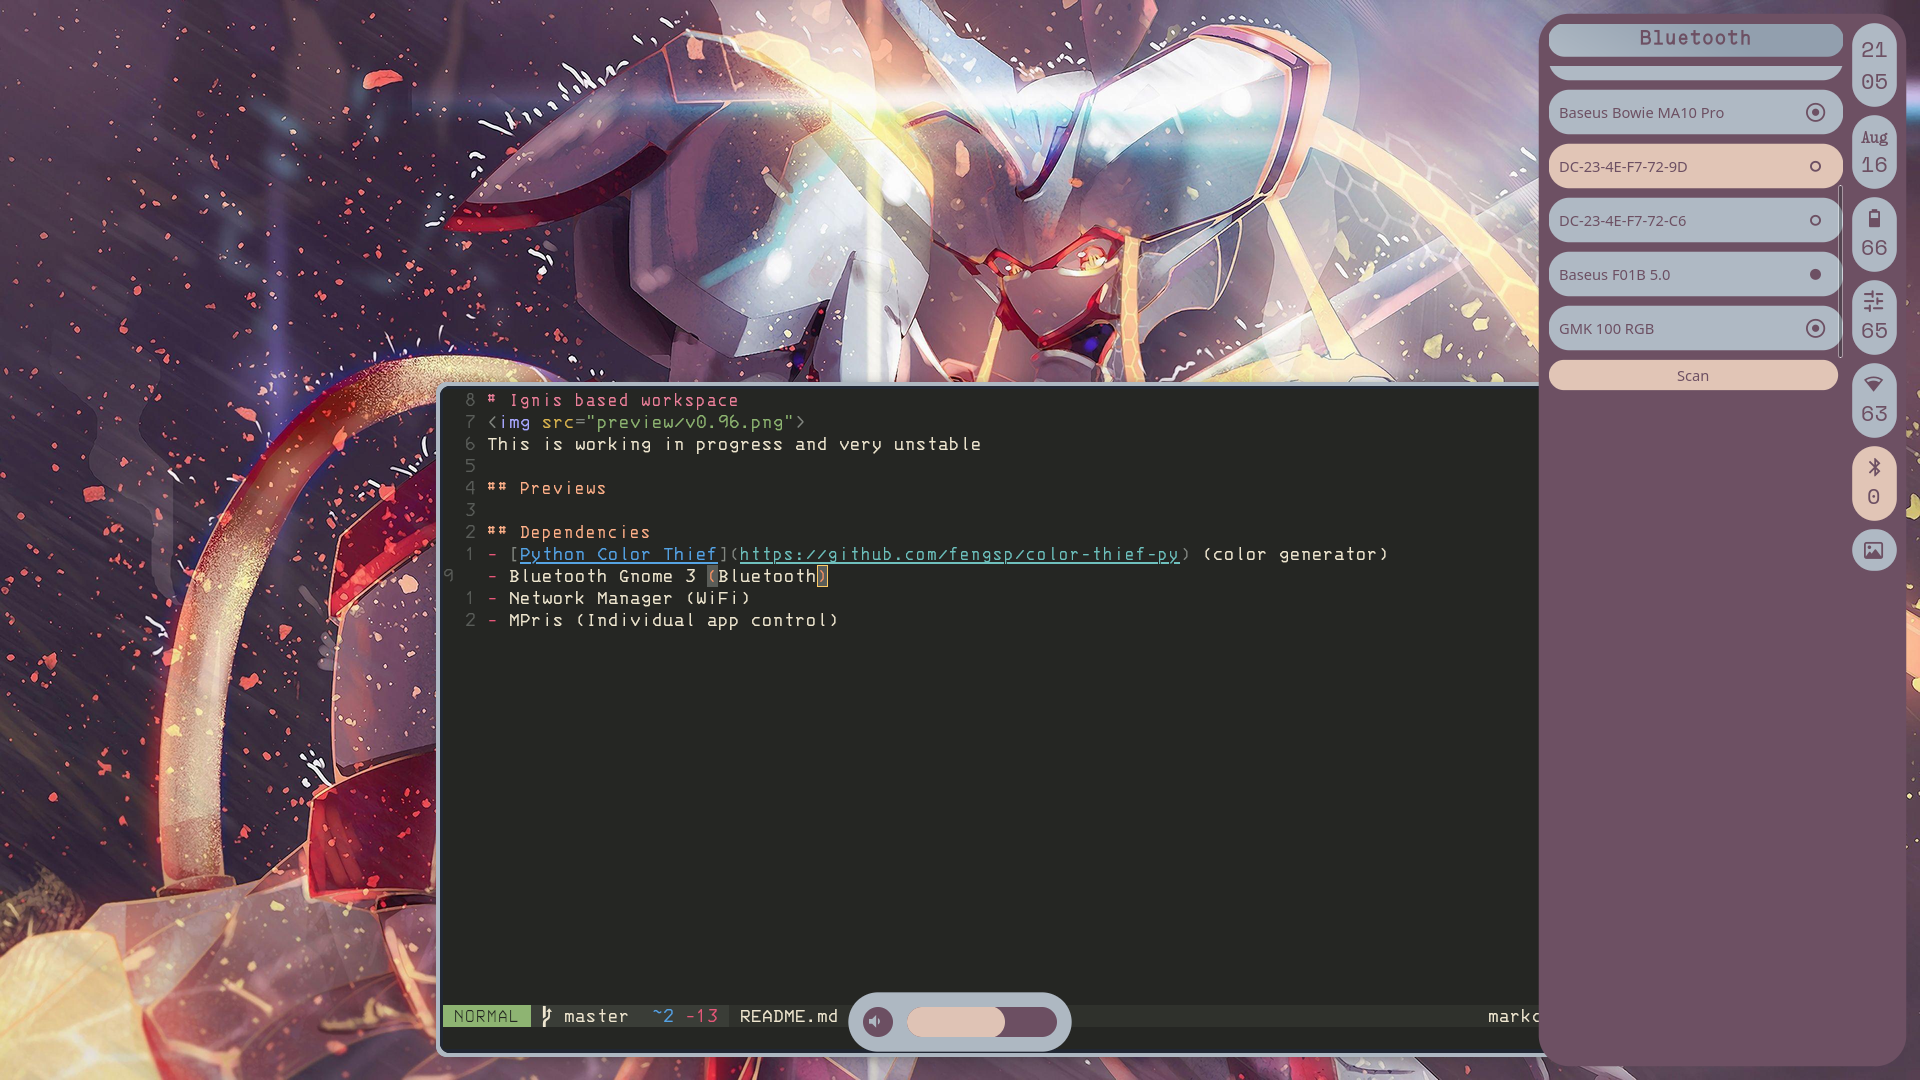 8 # Ignis based workspace
7 <img src="preview/v0.96.png">
6 This is working in progress and very unstable
5
4 ## Previews
3
2 ## Dependencies
1 - [Python Color Thief](https://github.com/fengsp/color-thief-py) (color generator)
9 - Bluetooth Gnome 3 (Bluetooth)
1 - Network Manager (WiFi)
2 - MPris (Individual app control)
NORMAL master ~2 -13 README.md
Bluetooth
Baseus Bowie MA10 Pro
DC-23-4E-F7-72-9D
DC-23-4E-F7-72-C6
Baseus F01B 5.0
GMK 100 RGB
Scan
21
05
Aug
16
66
65
63
0